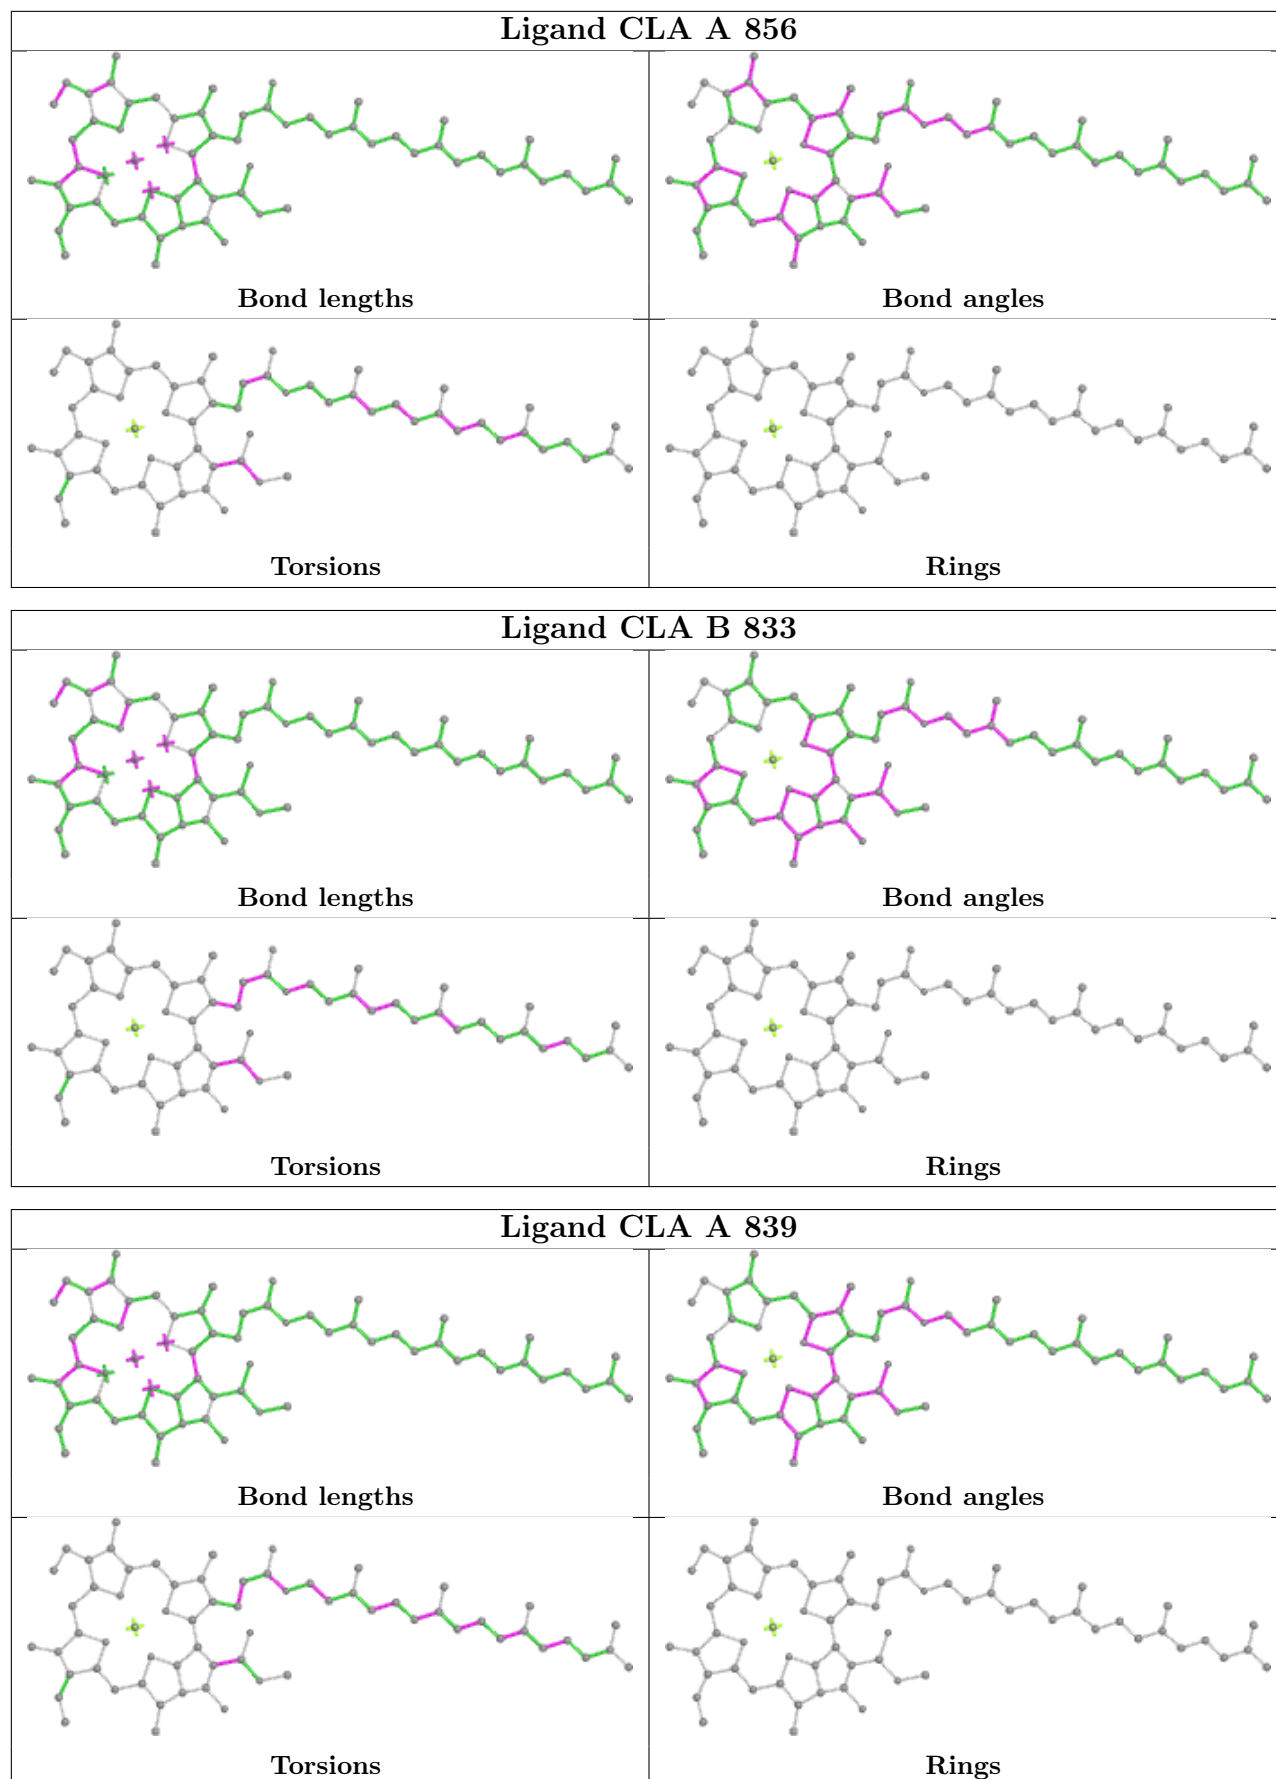 Ligand CLA A 856
Bond lengths
Bond angles
Torsions
Rings
Ligand CLA B 833
Bond lengths
Bond angles
Torsions
Rings
Ligand CLA A 839
Bond lengths
Bond angles
Torsions
Rings